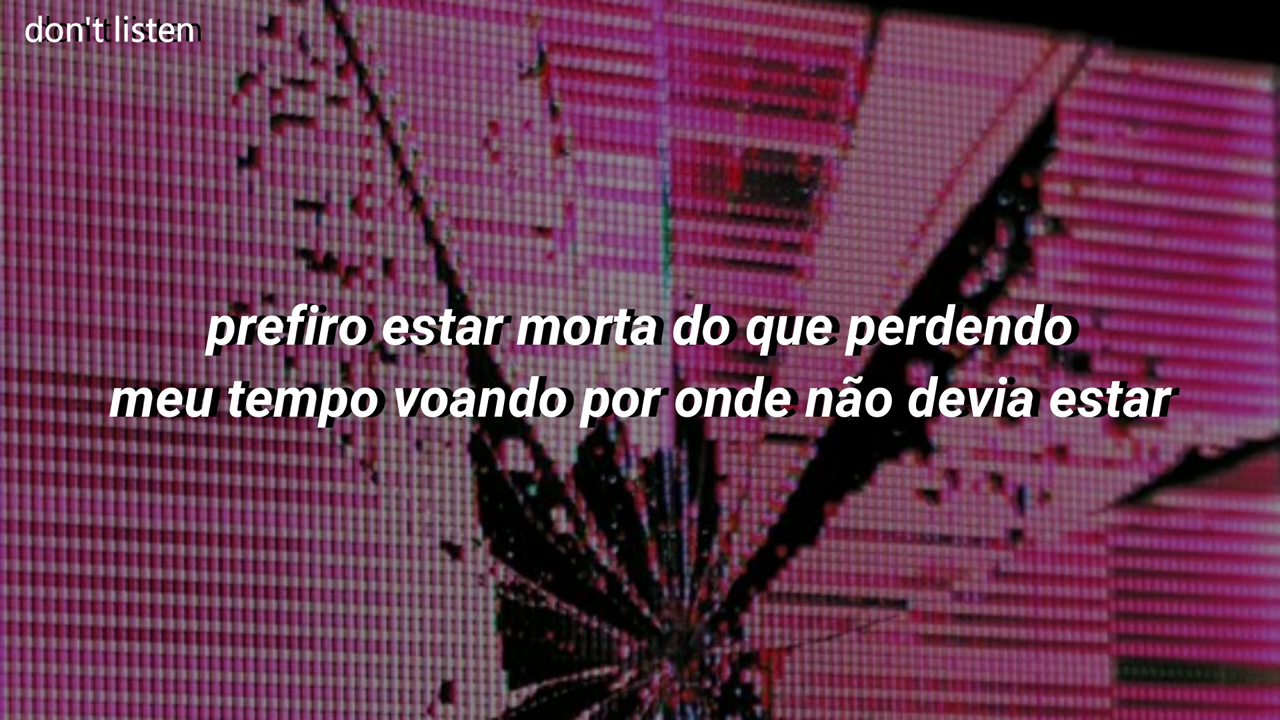 don't listen
prefiro estar morta do que perdendo
meu tempo voando por onde não devia estar